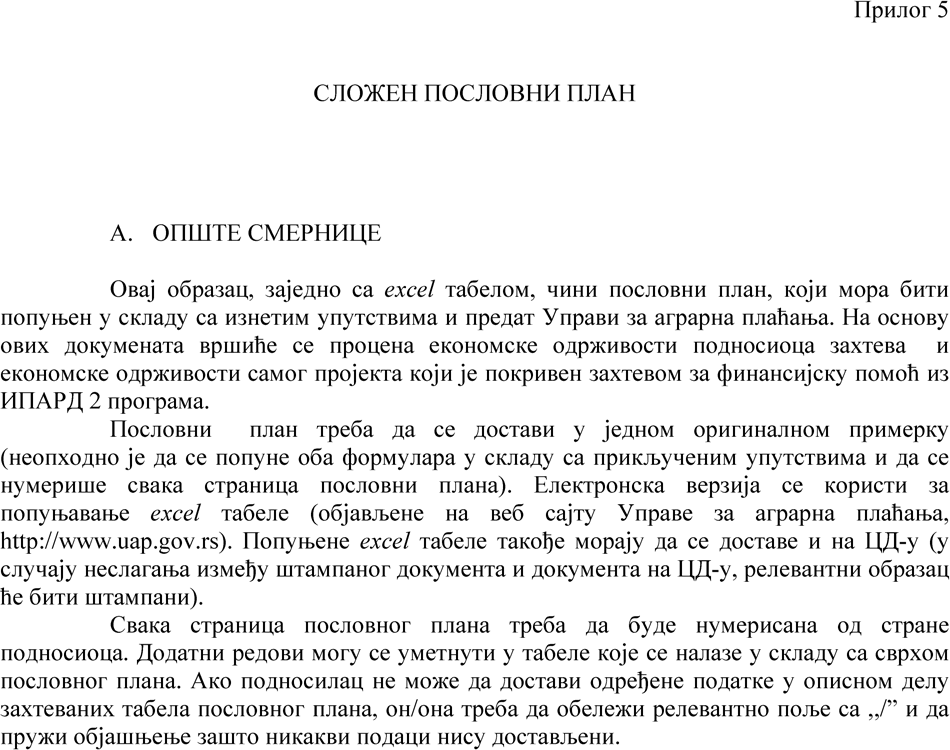 Прилог 5
СЛОЖЕН ПОСЛОВНИ ПЛАН
А. ОПШТЕ СМЕРНИЦЕ
Овај образац, заједно са excel табелом, чини пословни план, који мора бити
попуњен у складу са изнетим упутствима и предат Управи за аграрна плаћања. На основу
ових докумената вршиће се процена економске одрживости подносиоца захтева и
економске одрживости самог пројекта који је покривен захтевом за финансијску помоћ из
ИПАРД 2 програма.
Пословни план треба да се достави у једном оригиналном примерку
(неопходно је да се попуне оба формулара у складу са прикљученим упутствима и да се
нумерише свака страница пословни плана). Електронска верзија се користи за
попуњавање excel табеле (објављене на веб сајту Управе за аграрна плаћања,
http://www.uap.gov.rs). Попуњене excel табеле такође морају да се доставе и на ЦД-у (у
случају неслагања између штампаног документа и документа на ЦД-у, релевантни образац
ће бити штампани).
Свака страница пословног плана треба да буде нумерисана од стране
подносиоца. Додатни редови могу се уметнути у табеле које се налазе у складу са сврхом
пословног плана. Ако подносилац не може да достави одређене податке у описном делу
захтеваних табела пословног плана, он/она треба да обележи релевантно поље са ,,/” и да
пружи објашњење зашто никакви подаци нису достављени.